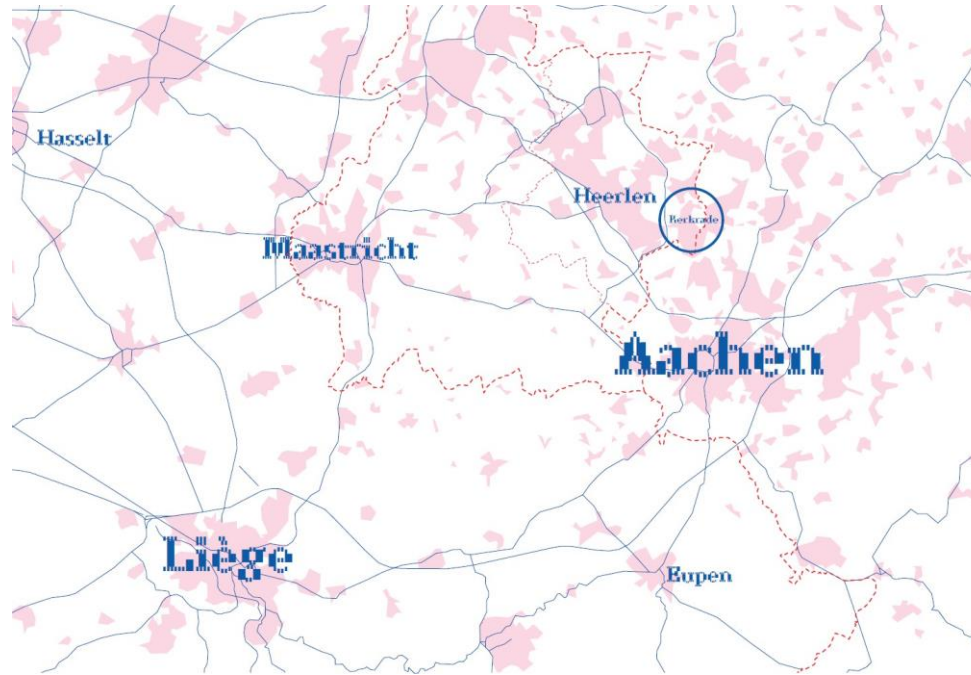 Hasselt
Heerlen
Kerkrade
Maastricht
Aachen
Liège
Eupen